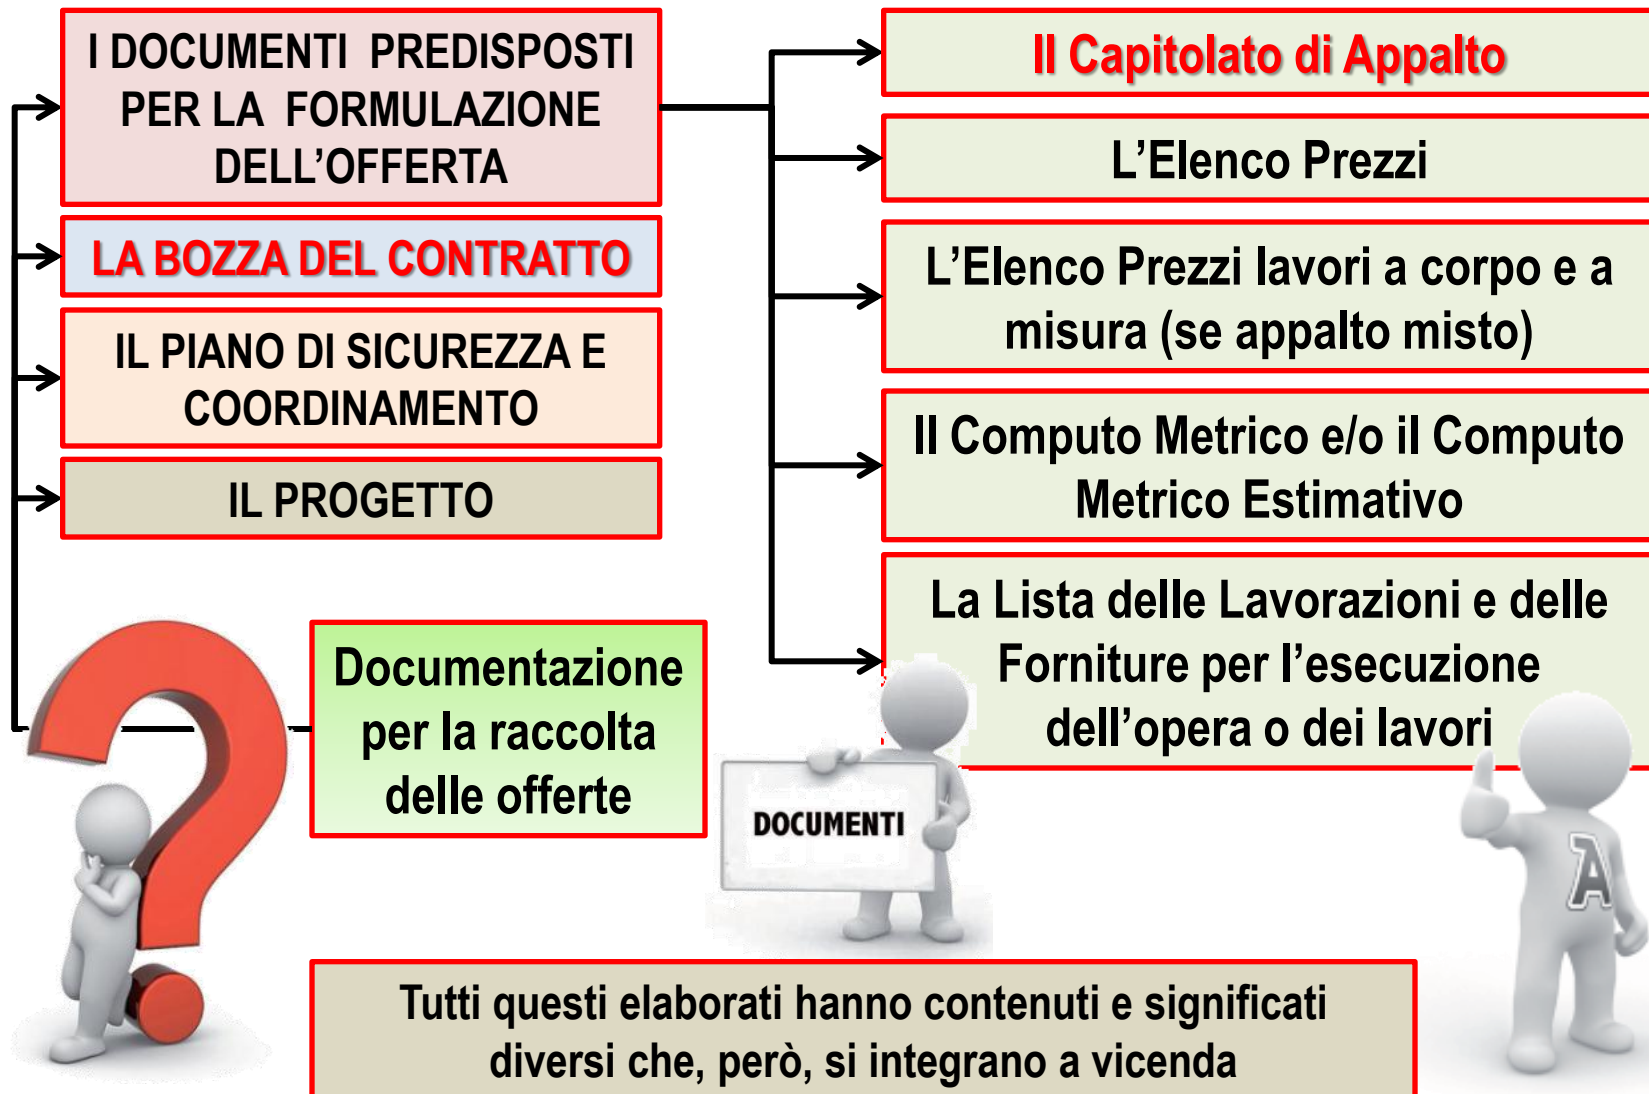 I DOCUMENTI PREDISPOSTI
PER LA FORMULAZIONE
DELL’OFFERTA
LA BOZZA DEL CONTRATTO
IL PIANO DI SICUREZZA E
COORDINAMENTO
IL PROGETTO
Il Capitolato di Appalto
L’Elenco Prezzi
L’Elenco Prezzi lavori a corpo e a
misura (se appalto misto)
Il Computo Metrico e/o il Computo
Metrico Estimativo
La Lista delle Lavorazioni e delle
Forniture per l’esecuzione
dell’opera o dei lavori
Documentazione
per la raccolta
delle offerte
DOCUMENTI
A
Tutti questi elaborati hanno contenuti e significati
diversi che, però, si integrano a vicenda